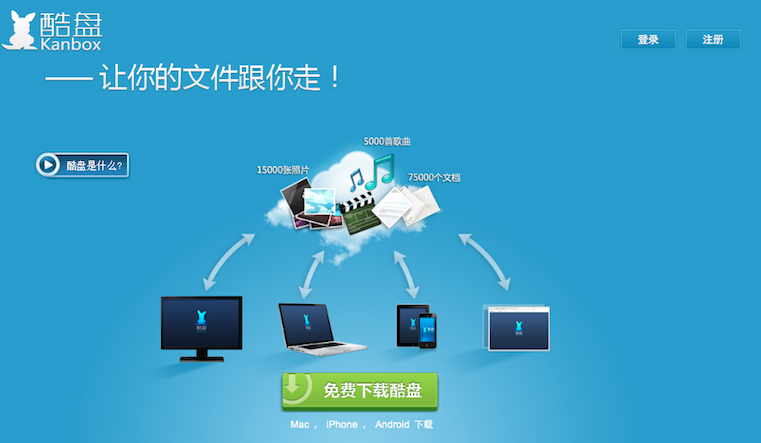 酷盘
Kanbox
登录
注册
—— 让你的文件跟你走！
5000首歌曲
15000张照片
75000个文档
酷盘是什么?
免费下载酷盘
Mac ， iPhone ， Android 下载